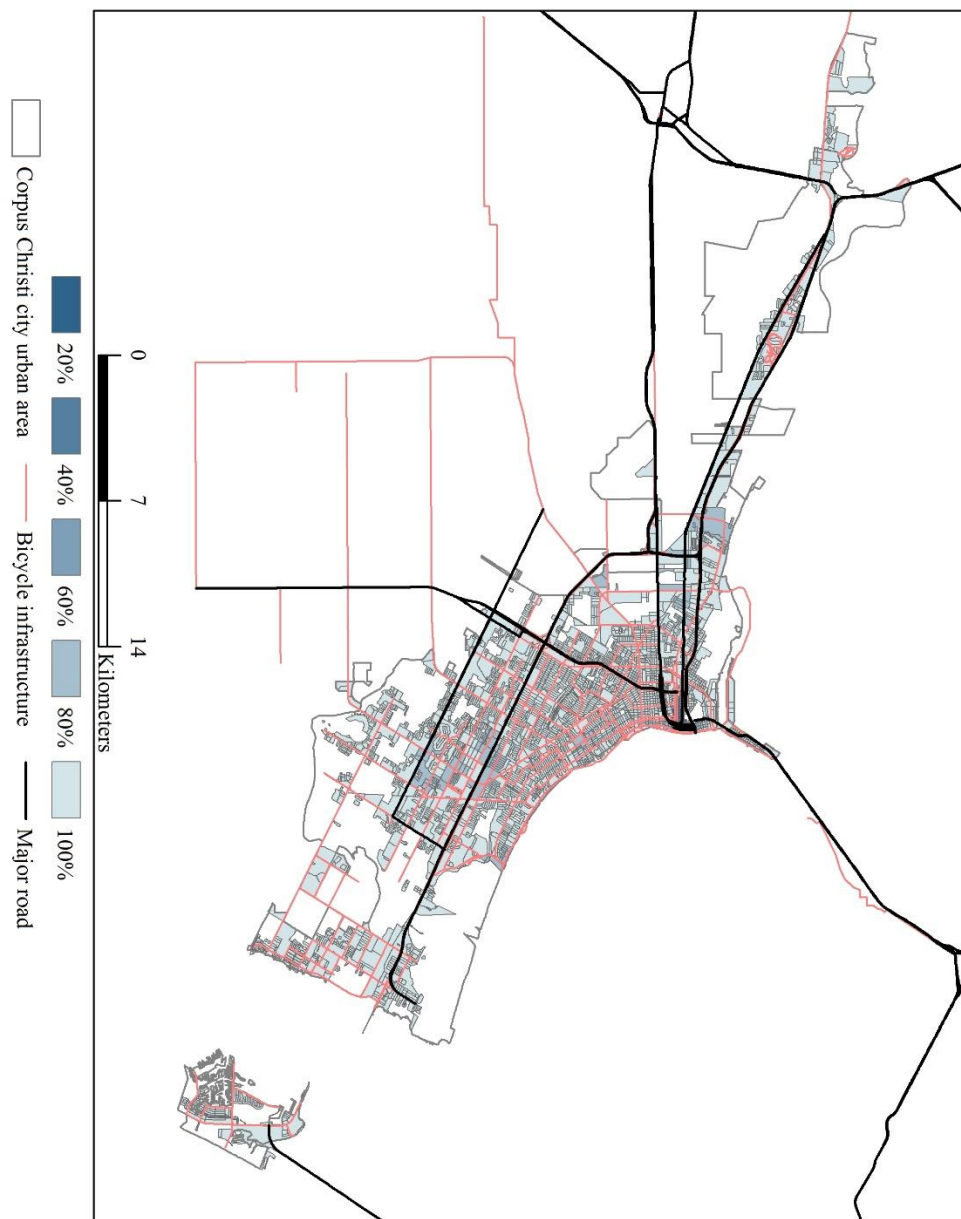 0 7 14
Kilometers
20% 40% 60% 80% 100%
Corpus Christi city urban area Bicycle infrastructure Major road